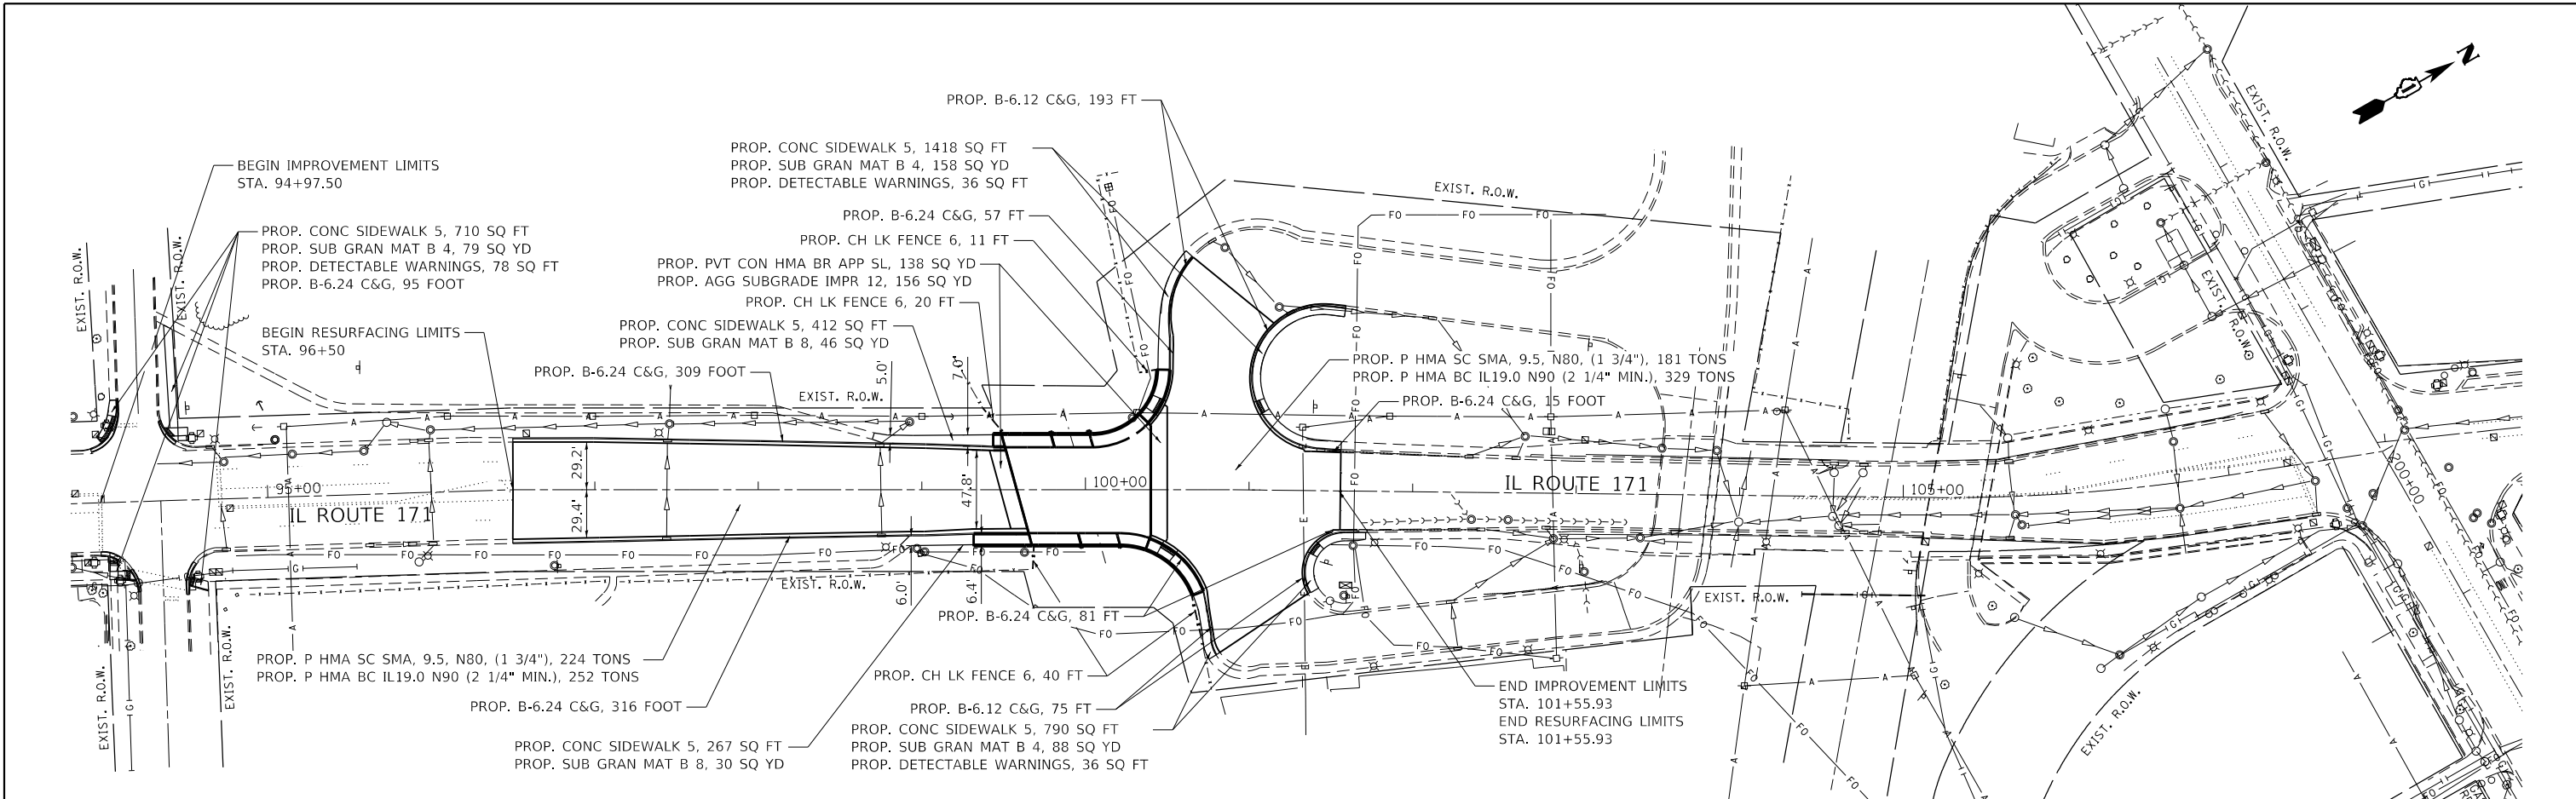 N
PROP. B-6.12 C&G, 193 FT
PROP. CONC SIDEWALK 5, 1418 SQ FT
PROP. SUB GRAN MAT B 4, 158 SQ YD
PROP. DETECTABLE WARNINGS, 36 SQ FT
BEGIN IMPROVEMENT LIMITS
STA. 94+97.50
PROP. CONC SIDEWALK 5, 710 SQ FT
PROP. SUB GRAN MAT B 4, 79 SQ YD
PROP. DETECTABLE WARNINGS, 78 SQ FT
PROP. B-6.24 C&G, 95 FOOT
PROP. B-6.24 C&G, 57 FT
PROP. CH LK FENCE 6, 11 FT
PROP. PVT CON HMA BR APP SL, 138 SQ YD
PROP. AGG SUBGRADE IMPR 12, 156 SQ YD
PROP. CH LK FENCE 6, 20 FT
BEGIN RESURFACING LIMITS
STA. 96+50
PROP. CONC SIDEWALK 5, 412 SQ FT
PROP. SUB GRAN MAT B 8, 46 SQ YD
PROP. B-6.24 C&G, 309 FOOT
EXIST. R.O.W.
EXIST. R.O.W.
EXIST. R.O.W.
EXIST. R.O.W.
EXIST. R.O.W.
EXIST. R.O.W.
5.0'
7.0'
PROP. P HMA SC SMA, 9.5, N80, (1 3/4"), 181 TONS
PROP. P HMA BC IL19.0 N90 (2 1/4" MIN.), 329 TONS
PROP. B-6.24 C&G, 15 FOOT
29.2'
29.4'
47.8'
95+00
100+00
105+00
200+00
IL ROUTE 171
IL ROUTE 171
6.0'
6.4'
EXIST. R.O.W.
EXIST. R.O.W.
EXIST. R.O.W.
EXIST. R.O.W.
EXIST. R.O.W.
PROP. B-6.24 C&G, 81 FT
PROP. P HMA SC SMA, 9.5, N80, (1 3/4"), 224 TONS
PROP. P HMA BC IL19.0 N90 (2 1/4" MIN.), 252 TONS
PROP. B-6.24 C&G, 316 FOOT
PROP. CH LK FENCE 6, 40 FT
PROP. B-6.12 C&G, 75 FT
PROP. CONC SIDEWALK 5, 267 SQ FT
PROP. SUB GRAN MAT B 8, 30 SQ YD
PROP. CONC SIDEWALK 5, 790 SQ FT
PROP. SUB GRAN MAT B 4, 88 SQ YD
PROP. DETECTABLE WARNINGS, 36 SQ FT
END IMPROVEMENT LIMITS
STA. 101+55.93
END RESURFACING LIMITS
STA. 101+55.93